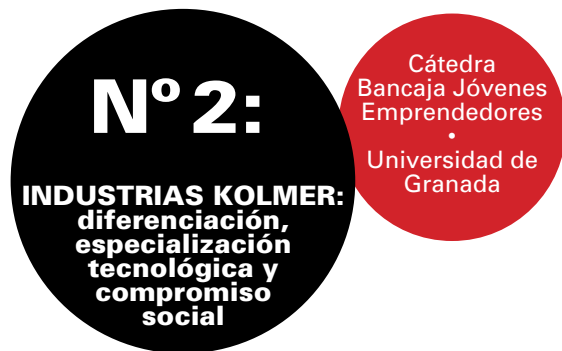 Nº 2:
INDUSTRIAS KOLMER:
diferenciación,
especialización
tecnológica y
compromiso
social
Cátedra
Bancaja Jóvenes
Emprendedores
•
Universidad de
Granada